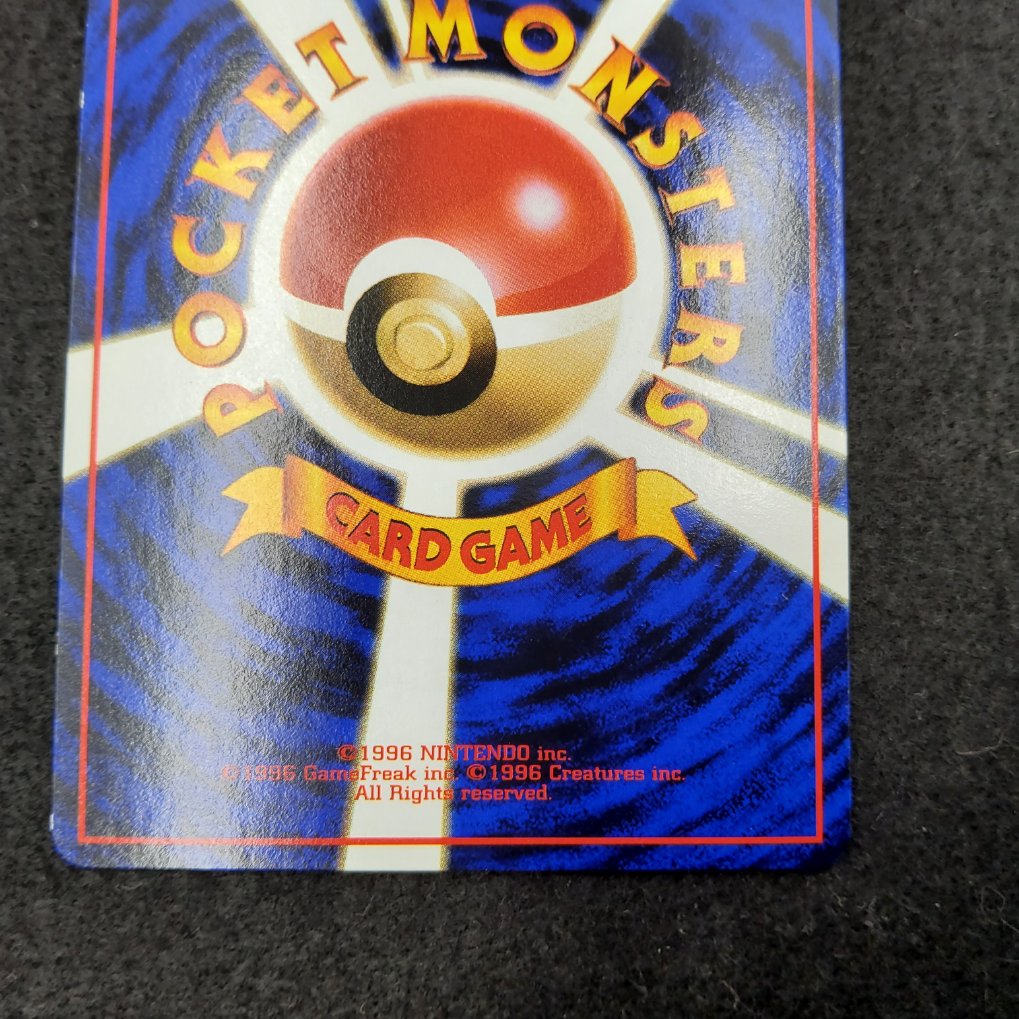 POCKET MONSTERS
CARD GAME
©1996 NINTENDO inc.
©1996 GameFreak inc. ©1996 Creatures inc.
All Rights reserved.